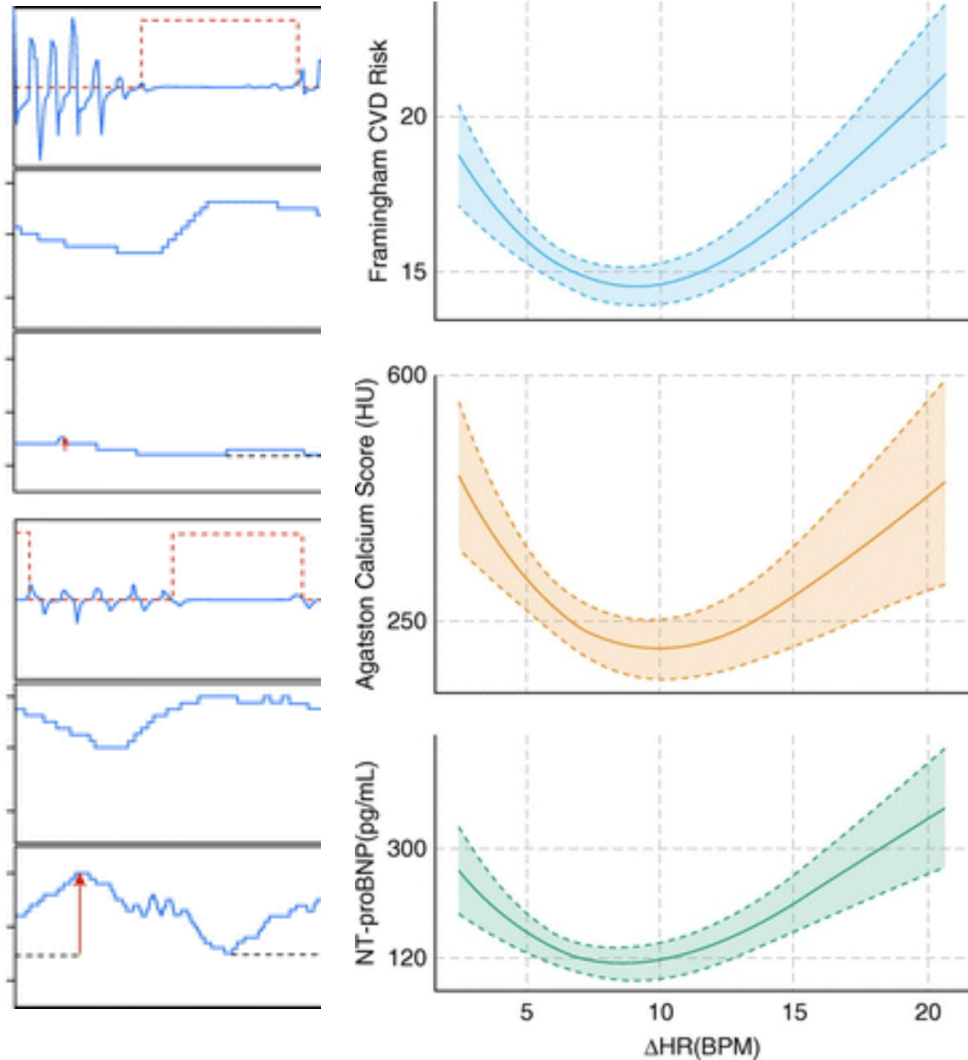 Framingham CVD Risk
20
15
Agatston Calcium Score (HU)
600
250
NT-proBNP(pg/mL)
300
120
5 10 15 20
ΔHR(BPM)